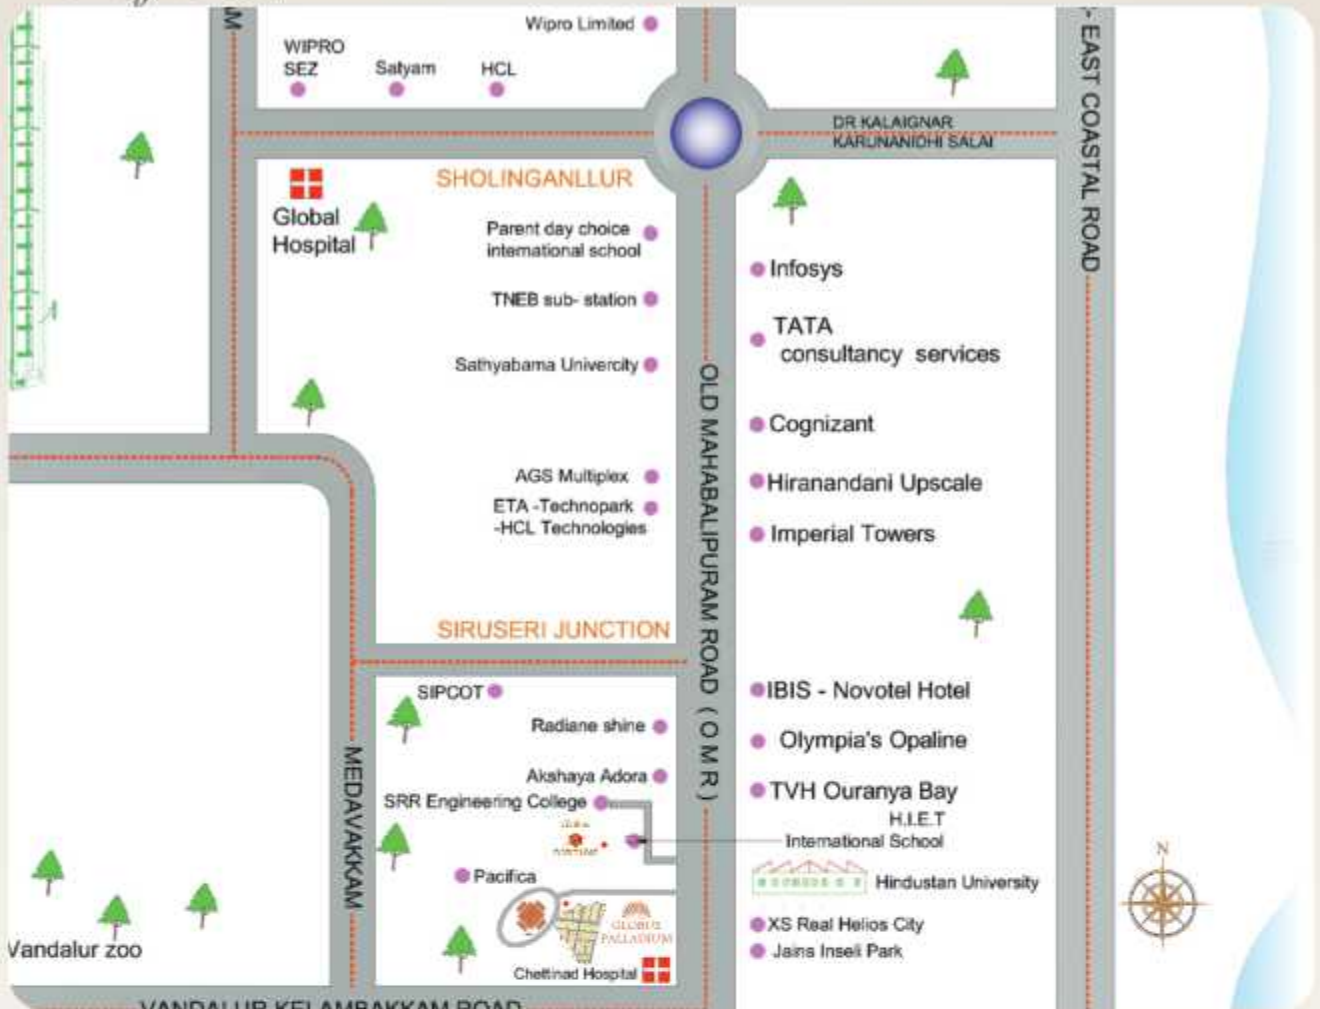 AM
Wipro Limited
WIPRO
SEZ
Satyam
HCL
DR KALAIGNAR
KARUNANIDHI SALAI
- EAST COASTAL ROAD
SHOLINGANLLUR
Global
Hospital
Parent day choice
international school
Infosys
TNEB sub- station
TATA
consultancy services
Sathyabama Univercity
OLD MAHABALIPURAM ROAD ( O M R )
Cognizant
AGS Multiplex
Hiranandani Upscale
ETA -Technopark
-HCL Technologies
Imperial Towers
SIRUSERI JUNCTION
SIPCOT
IBIS - Novotel Hotel
Radiane shine
Olympia's Opaline
MEDAVAKKAM
Akshaya Adora
TVH Ouranya Bay
SRR Engineering College
H.I.E.T
International School
Pacifica
Hindustan University
GLOBUS
PALLADIUM
XS Real Helios City
Vandalur zoo
Jains Inseli Park
Chettinad Hospital
N
VANDALUR KELAMBAKKAM ROAD